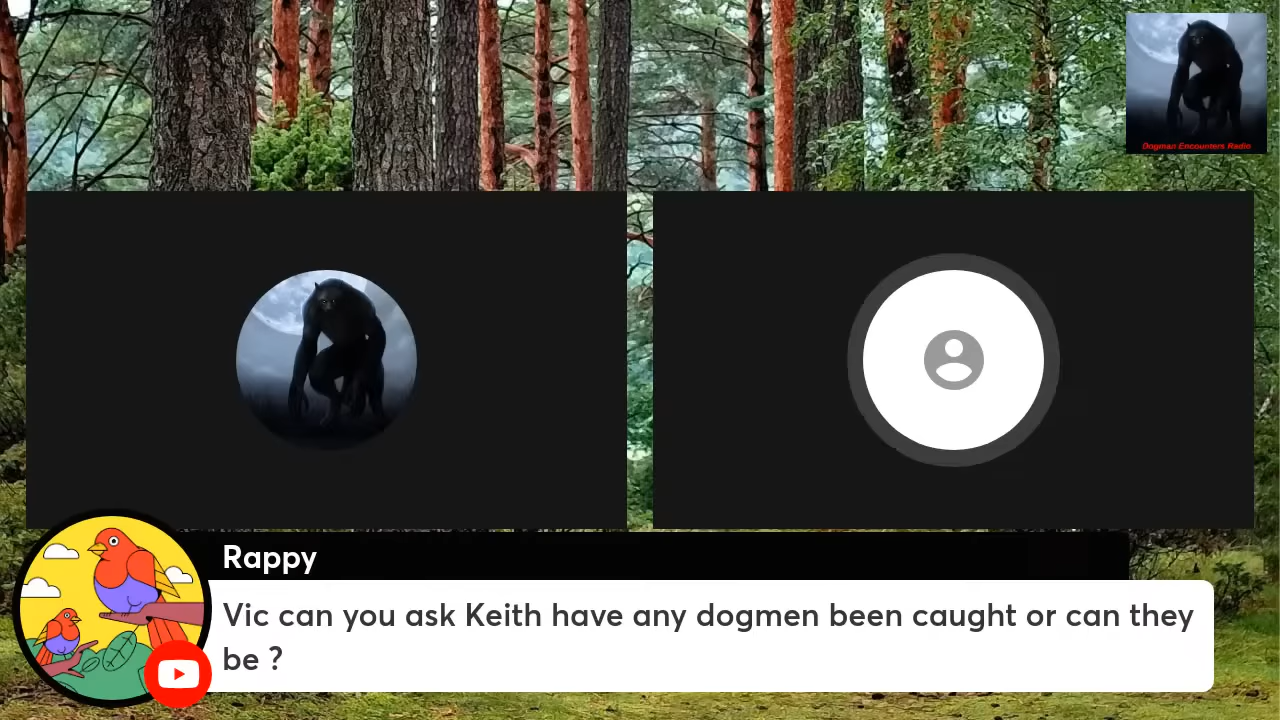 Dogman Encounters Radio
Rappy
Vic can you ask Keith have any dogmen been caught or can they
be ?